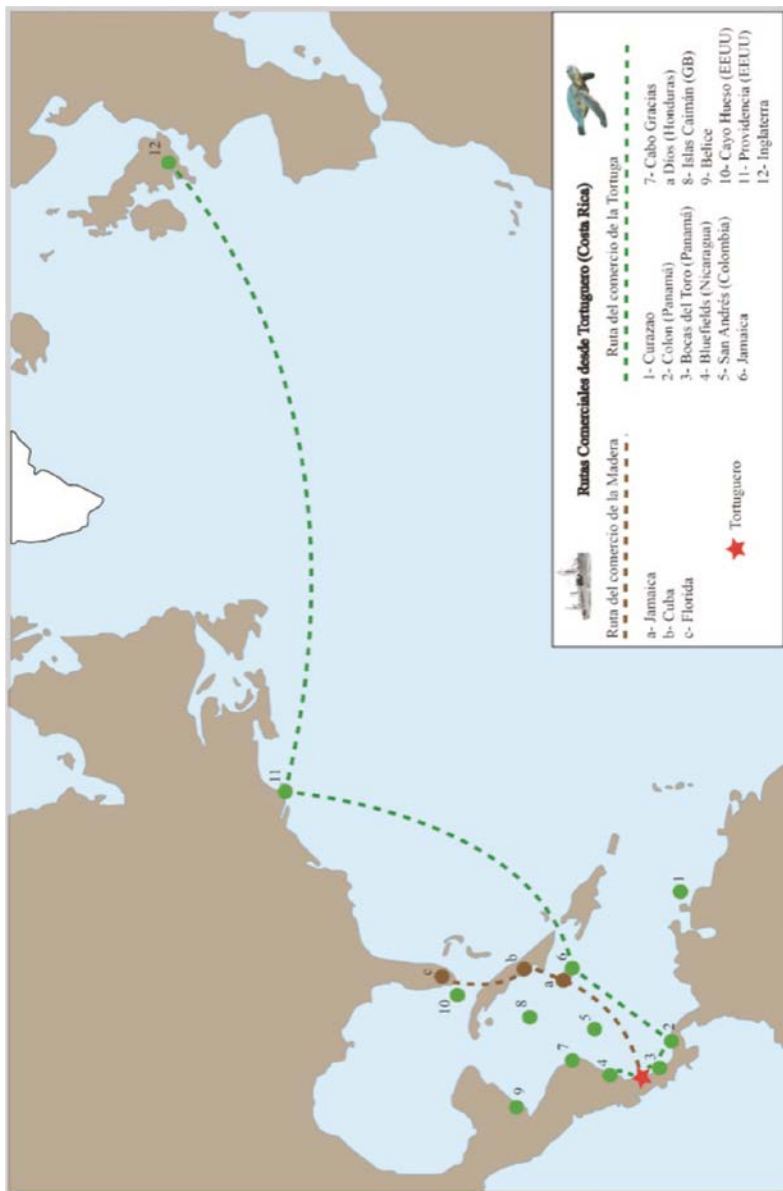 12
11
c
b
10
a
6
8
5
7
9
4
1
2
3
Rutas Comerciales desde Tortuguero (Costa Rica)
Ruta del comercio de la Madera
a- Jamaica
b- Cuba
c- Florida
Tortuguero
Ruta del comercio de la Tortuga
1- Curazao
2- Colon (Panamá)
3- Bocas del Toro (Panamá)
4- Bluefields (Nicaragua)
5- San Andrés (Colombia)
6- Jamaica
7- Cabo Gracias
a Dios (Honduras)
8- Islas Caimán (GB)
9- Belice
10- Cayo Hueso (EEUU)
11- Providencia (EEUU)
12- Inglaterra